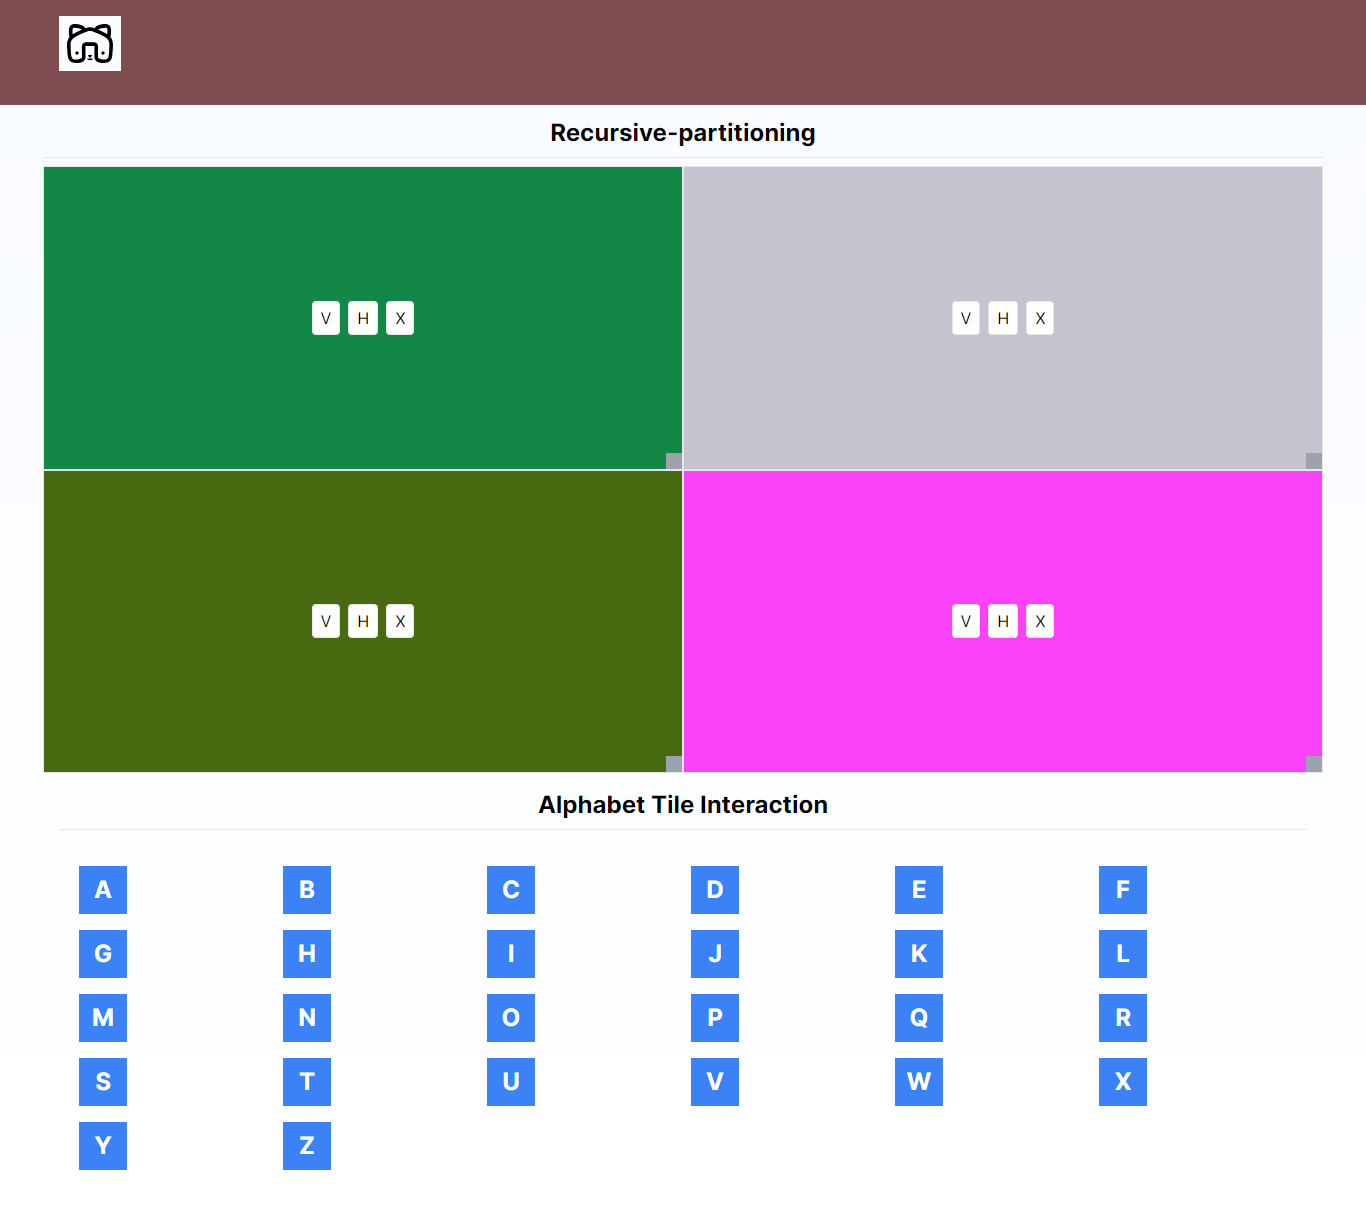 Recursive-partitioning
V H X V H X
V H X V H X
Alphabet Tile Interaction
A B C D E F
G H I J K L
M N O P Q R
S T U V W X
Y Z